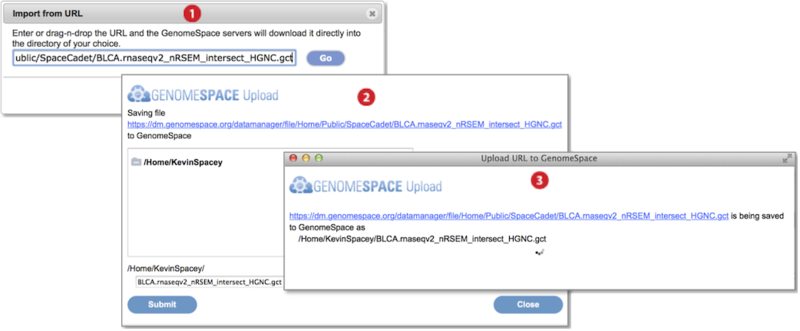 Import from URL
1
Enter or drag-n-drop the URL and the GenomeSpace servers will download it directly into
the directory of your choice.
ublic/SpaceCadet/BLCA.rnaseqv2_nRSEM_intersect_HGNC.gct
Go
GENOMESPACE Upload
2
Saving file
https://dm.genomespace.org/datamanager/file/Home/Public/SpaceCadet/BLCA.rnaseqv2_nRSEM_intersect_HGNC.gct
to GenomeSpace
/Home/KevinSpacey
/Home/KevinSpacey/
BLCA.rnaseqv2_nRSEM_intersect_HGNC.gct
Submit
Close
Upload URL to GenomeSpace
3
GENOMESPACE Upload
https://dm.genomespace.org/datamanager/file/Home/Public/SpaceCadet/BLCA.rnaseqv2_nRSEM_intersect_HGNC.gct is being saved
to GenomeSpace as
/Home/KevinSpacey/BLCA.rnaseqv2_nRSEM_intersect_HGNC.gct